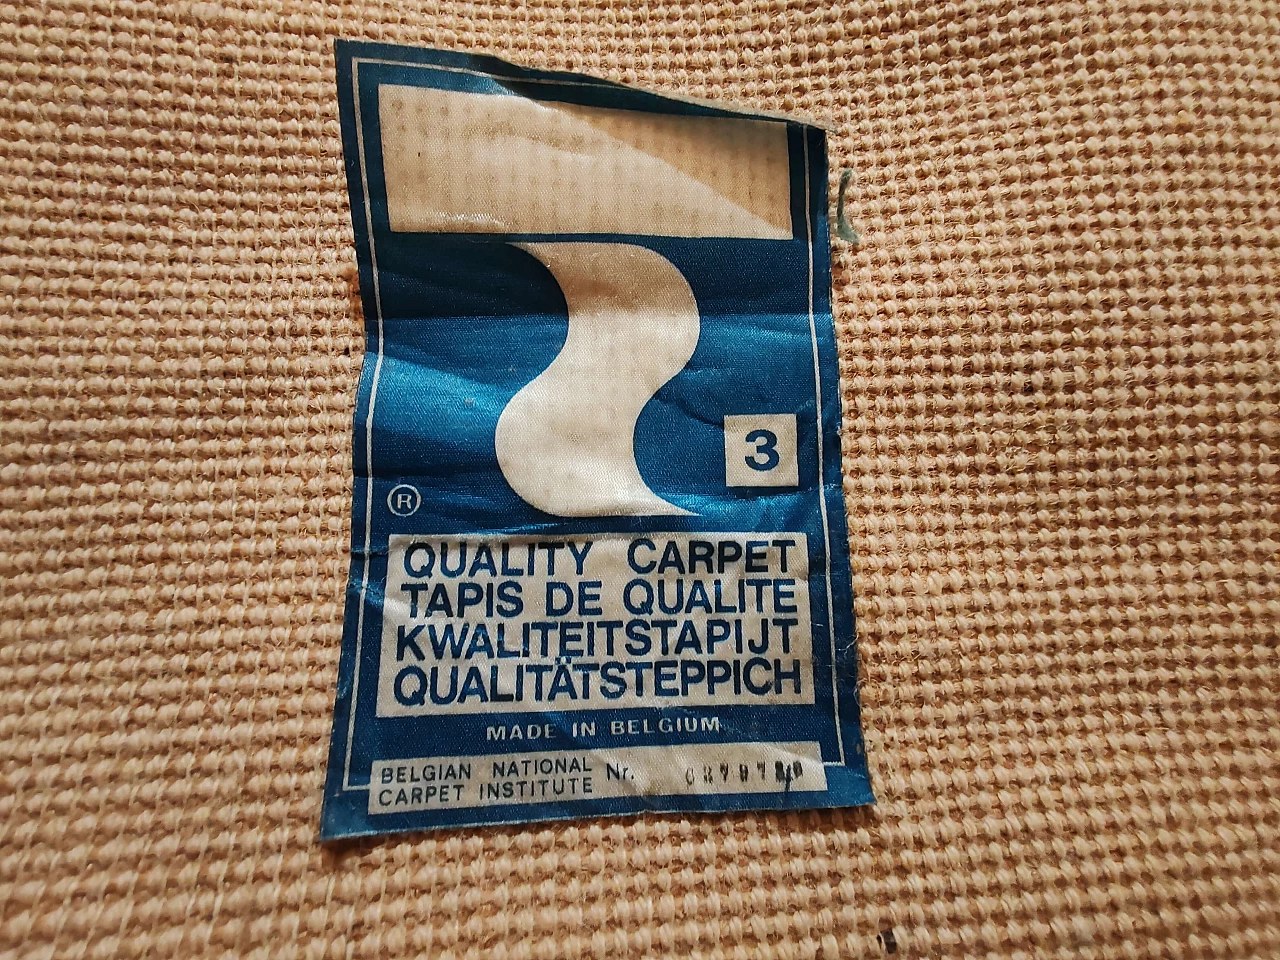 3
®
QUALITY CARPET
TAPIS DE QUALITE
KWALITEITSTAPIJT
QUALITÄTSTEPPICH
MADE IN BELGIUM
BELGIAN NATIONAL
CARPET INSTITUTE
Nr.